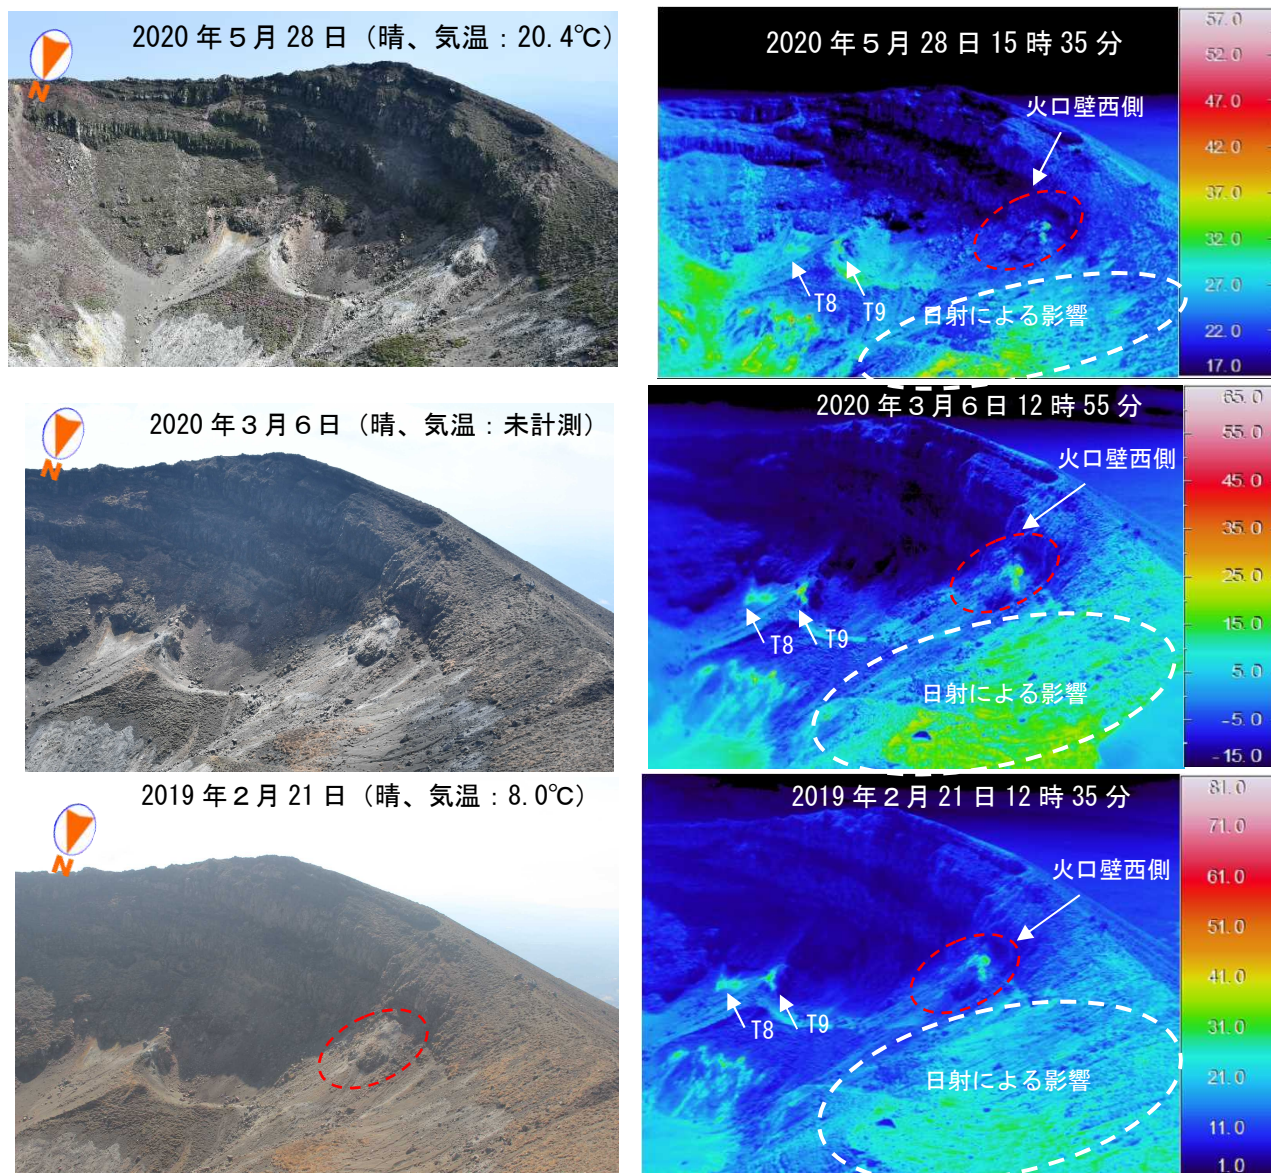 2020年5月28日（晴、気温：20.4℃）
N
2020年5月28日15時35分
火口壁西側
T8
T9
日射による影響
57.0
52.0
47.0
42.0
37.0
32.0
27.0
22.0
17.0
2020年3月6日（晴、気温：未計測）
N
2020年3月6日12時55分
火口壁西側
T8
T9
日射による影響
65.0
55.0
45.0
35.0
25.0
15.0
5.0
-5.0
-15.0
2019年2月21日（晴、気温：8.0℃）
N
2019年2月21日12時35分
火口壁西側
T8
T9
日射による影響
81.0
71.0
61.0
51.0
41.0
31.0
21.0
11.0
1.0